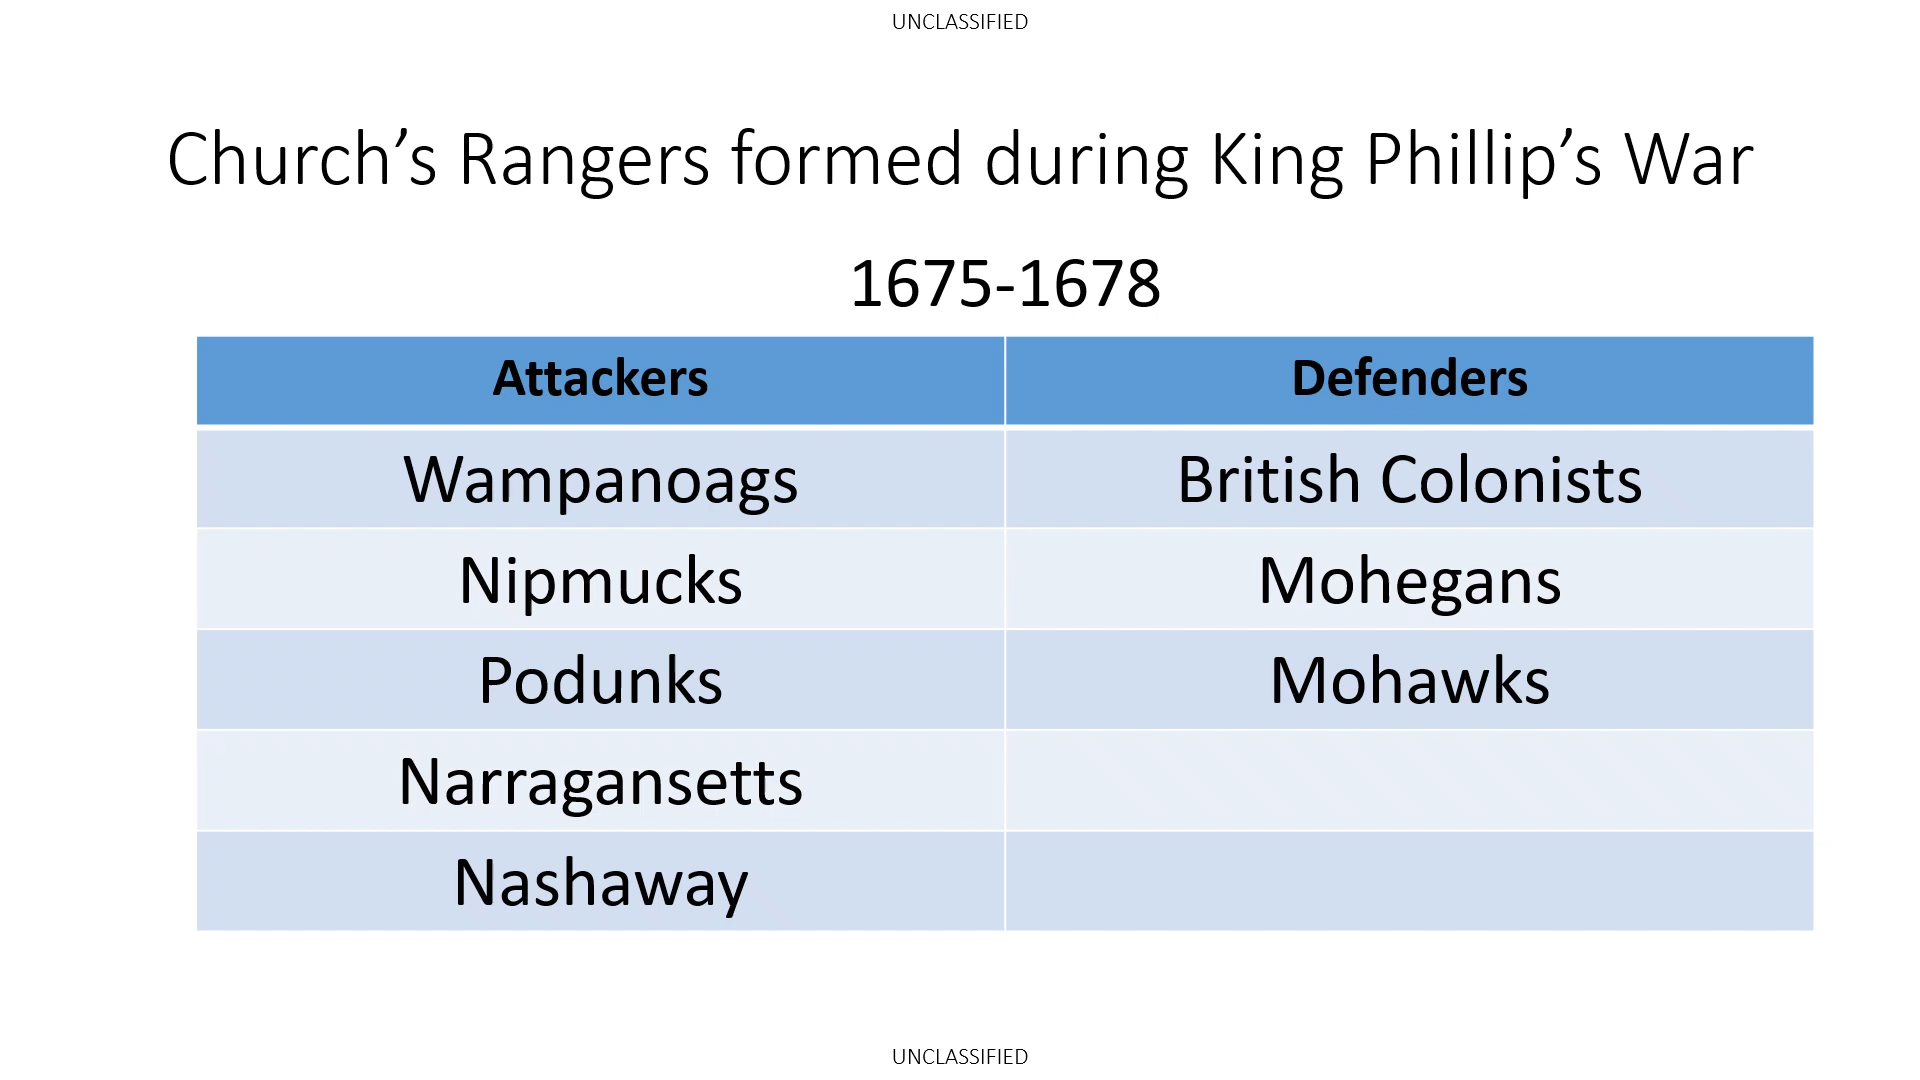 UNCLASSIFIED
Church’s Rangers formed during King Phillip’s War
1675-1678
Attackers Defenders
Wampanoags British Colonists
Nipmucks Mohegans
Podunks Mohawks
Narragansetts
Nashaway
UNCLASSIFIED